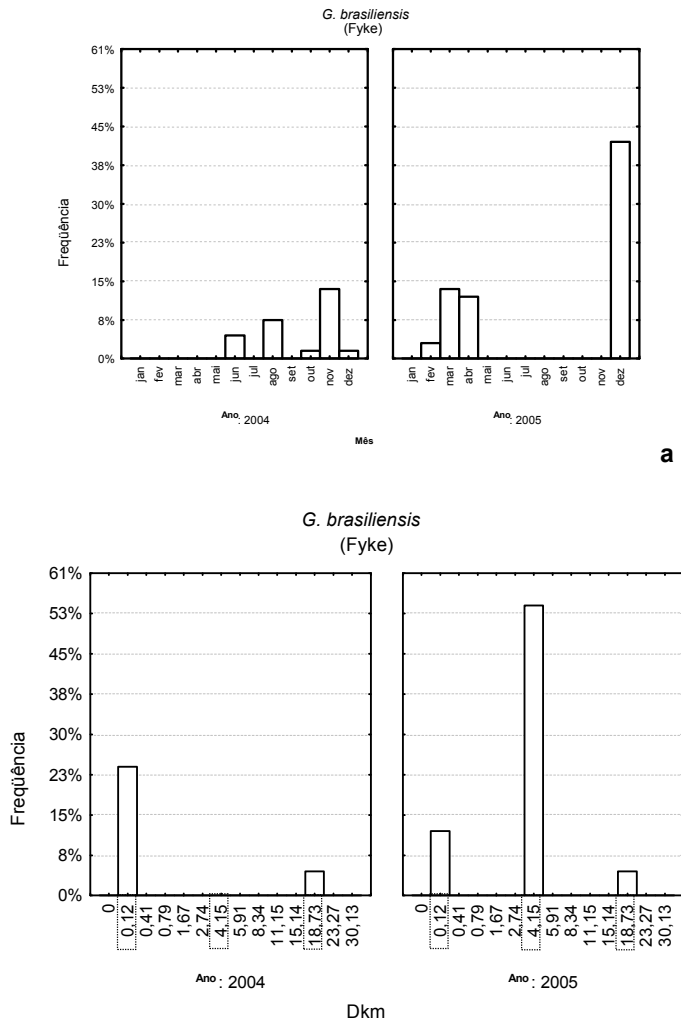 G. brasiliensis
(Fyke)
Freqüência
61%
53%
45%
38%
30%
23%
15%
8%
0%
jan fev mar abr mai jun jul ago set out nov dez
jan fev mar abr mai jun jul ago set out nov dez
Ano: 2004 Ano: 2005
Mês
a
G. brasiliensis
(Fyke)
Freqüência
61%
53%
45%
38%
30%
23%
15%
8%
0%
0 0,12 0,41 0,79 1,67 2,74 4,15 5,91 8,34 11,15 15,14 18,73 23,27 30,13
0 0,12 0,41 0,79 1,67 2,74 4,15 5,91 8,34 11,15 15,14 18,73 23,27 30,13
Ano : 2004 Ano : 2005
Dkm